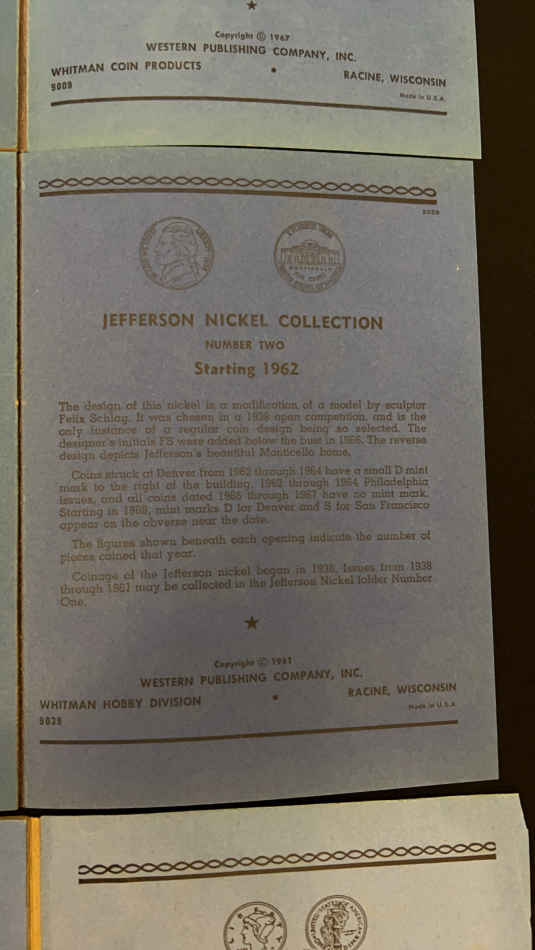 Copyright © 1967
WESTERN PUBLISHING COMPANY, INC.
WHITMAN COIN PRODUCTS
RACINE, WISCONSIN
9009
Made in U.S.A.
JEFFERSON NICKEL COLLECTION
NUMBER TWO
Starting 1962
The design of this nickel is a modification of a model by sculptor
Felix Schlag. It was chosen in a 1938 open competition, and is the
only instance of a regular coin design being so selected. The
designer's initials FS were added below the bust in 1966. The reverse
design depicts Jefferson's beautiful Monticello home.
Coins struck at Denver from 1962 through 1964 have a small D mint
mark to the right of the building. 1962 through 1964 Philadelphia
issues, and all coins dated 1965 through 1967 have no mint mark.
Starting in 1968, mint marks D for Denver and S for San Francisco
appear on the obverse near the date.
The figures shown beneath each opening indicate the number of
pieces coined that year.
Coinage of the Jefferson nickel began in 1938. Issues from 1938
through 1961 may be collected in the Jefferson Nickel folder Number
One.
Copyright © 1961
WESTERN PUBLISHING COMPANY, INC.
WHITMAN HOBBY DIVISION
RACINE, WISCONSIN
9039
Made in U.S.A.